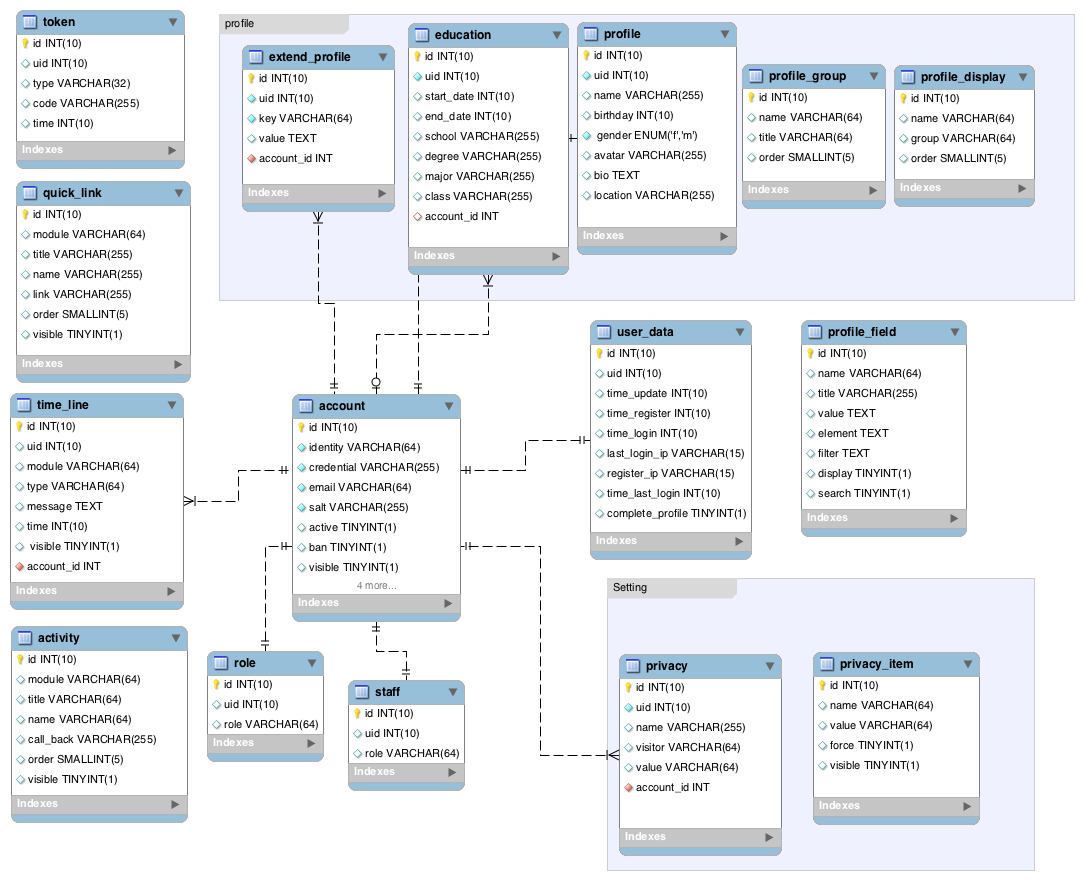 token
id INT(10)
uid INT(10)
type VARCHAR(32)
code VARCHAR(255)
time INT(10)
Indexes
quick_link
id INT(10)
module VARCHAR(64)
title VARCHAR(255)
name VARCHAR(255)
link VARCHAR(255)
order SMALLINT(5)
visible TINYINT(1)
Indexes
time_line
id INT(10)
uid INT(10)
module VARCHAR(64)
type VARCHAR(64)
message TEXT
time INT(10)
visible TINYINT(1)
account_id INT
Indexes
activity
id INT(10)
module VARCHAR(64)
title VARCHAR(64)
name VARCHAR(64)
call_back VARCHAR(255)
order SMALLINT(5)
visible TINYINT(1)
Indexes
profile
extend_profile
id INT(10)
uid INT(10)
key VARCHAR(64)
value TEXT
account_id INT
Indexes
education
id INT(10)
uid INT(10)
start_date INT(10)
end_date INT(10)
school VARCHAR(255)
degree VARCHAR(255)
major VARCHAR(255)
class VARCHAR(255)
account_id INT
Indexes
profile
id INT(10)
uid INT(10)
name VARCHAR(255)
birthday INT(10)
gender ENUM('f','m')
avatar VARCHAR(255)
bio TEXT
location VARCHAR(255)
Indexes
profile_group
id INT(10)
name VARCHAR(64)
title VARCHAR(64)
order SMALLINT(5)
Indexes
profile_display
id INT(10)
name VARCHAR(64)
group VARCHAR(64)
order SMALLINT(5)
Indexes
account
id INT(10)
identity VARCHAR(64)
credential VARCHAR(255)
email VARCHAR(64)
salt VARCHAR(255)
active TINYINT(1)
ban TINYINT(1)
visible TINYINT(1)
4 more...
Indexes
user_data
id INT(10)
uid INT(10)
time_update INT(10)
time_register INT(10)
time_login INT(10)
last_login_ip VARCHAR(15)
register_ip VARCHAR(15)
time_last_login INT(10)
complete_profile TINYINT(1)
Indexes
profile_field
id INT(10)
name VARCHAR(64)
title VARCHAR(255)
value TEXT
element TEXT
filter TEXT
display TINYINT(1)
search TINYINT(1)
Indexes
role
id INT(10)
uid INT(10)
role VARCHAR(64)
Indexes
staff
id INT(10)
uid INT(10)
role VARCHAR(64)
Indexes
Setting
privacy
id INT(10)
uid INT(10)
name VARCHAR(255)
visitor VARCHAR(64)
value VARCHAR(64)
account_id INT
Indexes
privacy_item
id INT(10)
name VARCHAR(64)
value VARCHAR(64)
force TINYINT(1)
visible TINYINT(1)
Indexes